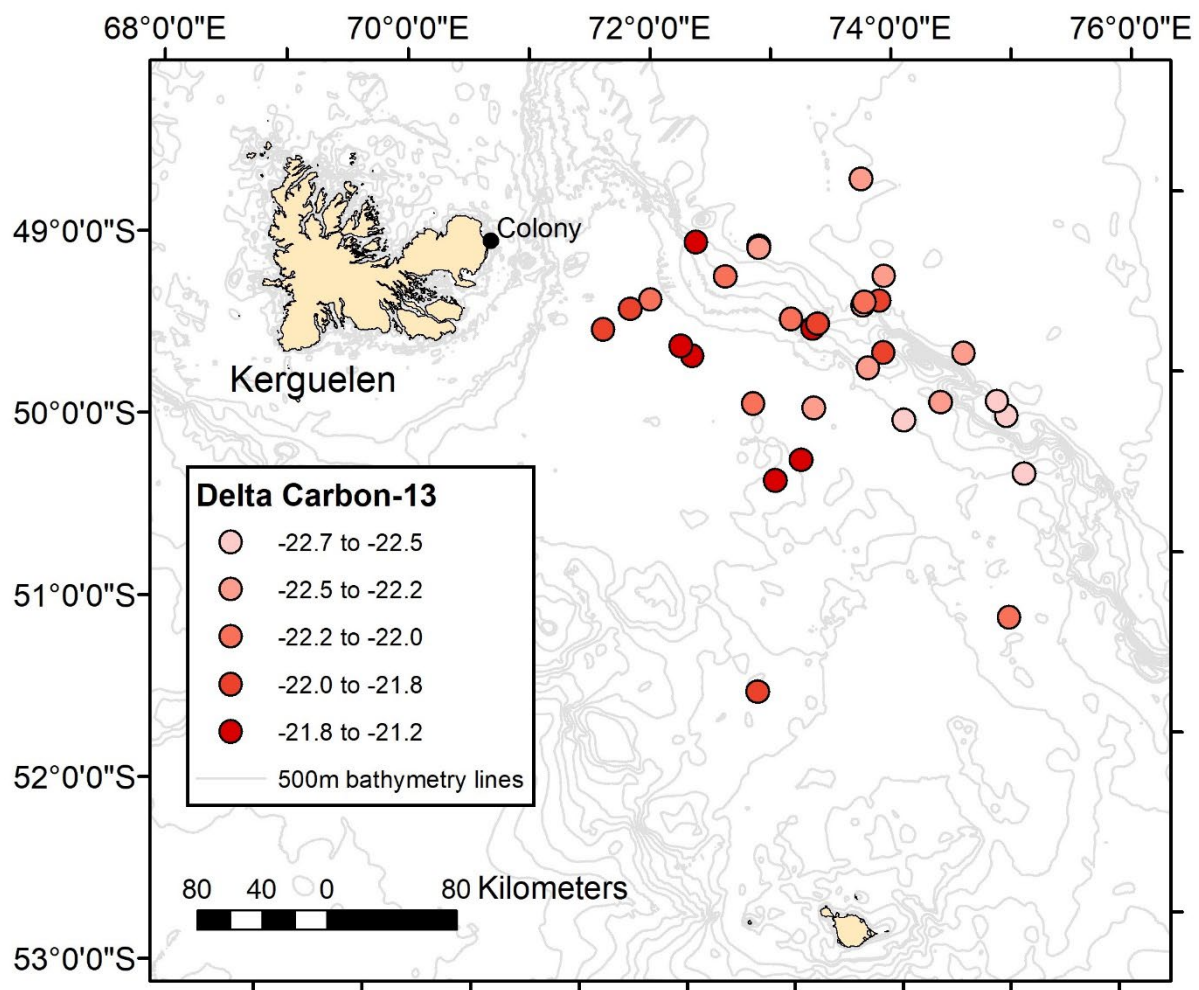 68°0'0"E 70°0'0"E 72°0'0"E 74°0'0"E 76°0'0"E
49°0'0"S
Colony
Kerguelen
50°0'0"S
Delta Carbon-13
-22.7 to -22.5
-22.5 to -22.2
51°0'0"S
-22.2 to -22.0
-22.0 to -21.8
-21.8 to -21.2
52°0'0"S
500m bathymetry lines
80 40 0 80 Kilometers
53°0'0"S